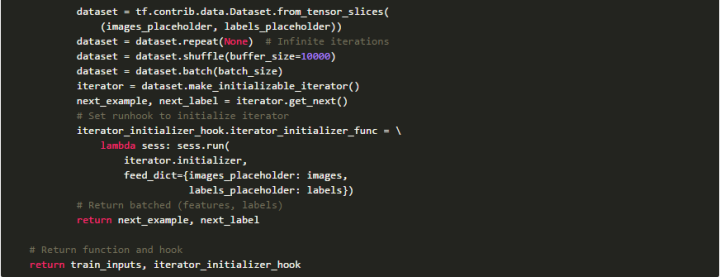 dataset = tf.contrib.data.Dataset.from_tensor_slices(
(images_placeholder, labels_placeholder))
dataset = dataset.repeat(None)  # Infinite iterations
dataset = dataset.shuffle(buffer_size=10000)
dataset = dataset.batch(batch_size)
iterator = dataset.make_initializable_iterator()
next_example, next_label = iterator.get_next()
# Set runhook to initialize iterator
iterator_initializer_hook.iterator_initializer_func = \
lambda sess: sess.run(
iterator.initializer,
feed_dict={images_placeholder: images,
labels_placeholder: labels})
# Return batched (features, labels)
return next_example, next_label
# Return function and hook
return train_inputs, iterator_initializer_hook